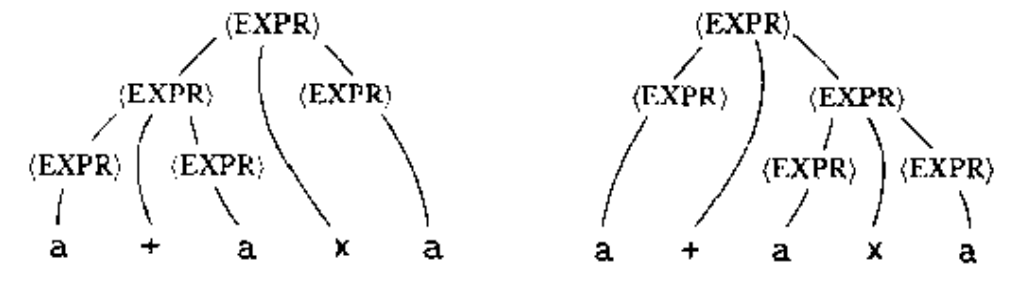 ⟨EXPR⟩ ⟨EXPR⟩
⟨EXPR⟩ ⟨EXPR⟩ ⟨EXPR⟩ ⟨EXPR⟩
⟨EXPR⟩ ⟨EXPR⟩ ⟨EXPR⟩ ⟨EXPR⟩
a + a x a a + a x a